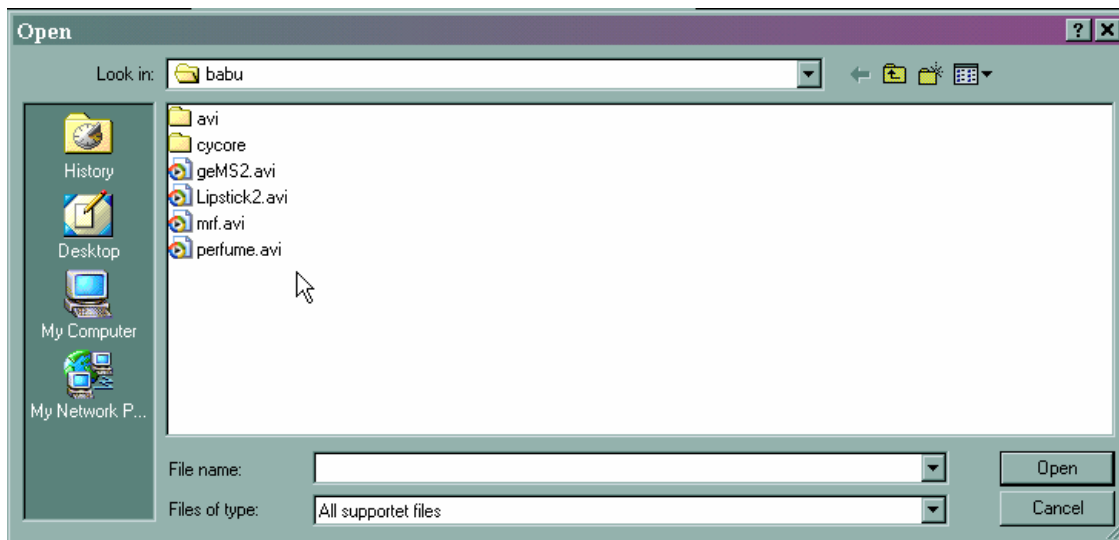 Open
Look in: babu
avi
cycore
geMS2.avi
Lipstick2.avi
mrf.avi
perfume.avi
History
Desktop
My Computer
My Network P...
File name:
Open
Files of type: All supportet files
Cancel